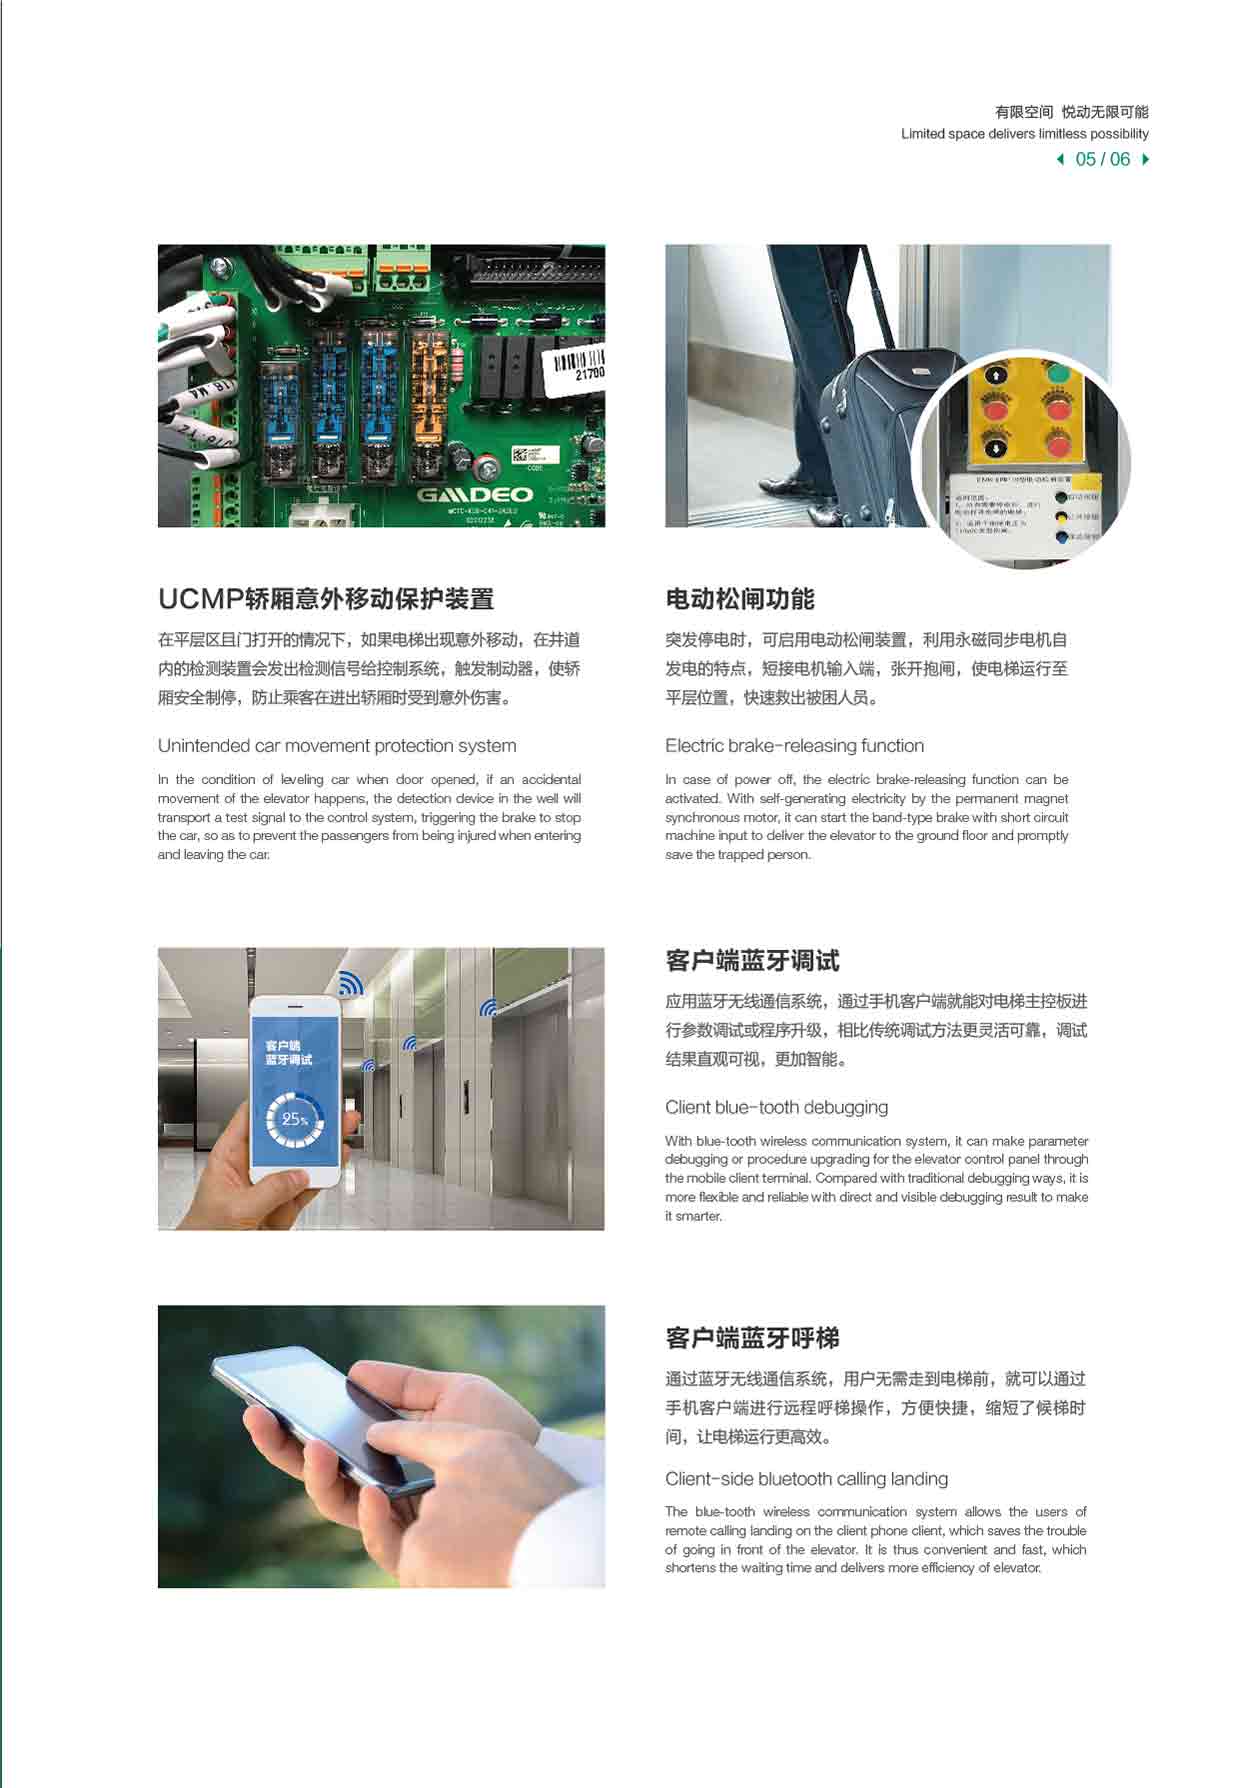 有限空间 悦动无限可能
Limited space delivers limitless possibility
05 / 06
21700
GMDEO
UCMP轿厢意外移动保护装置
在平层区且门打开的情况下，如果电梯出现意外移动，在井道
内的检测装置会发出检测信号给控制系统，触发制动器，使轿
厢安全制停，防止乘客在进出轿厢时受到意外伤害。
Unintended car movement protection system
In the condition of leveling car when door opened, if an accidental
movement of the elevator happens, the detection device in the well will
transport a test signal to the control system, triggering the brake to stop
the car, so as to prevent the passengers from being injured when entering
and leaving the car.
电动松闸功能
突发停电时，可启用电动松闸装置，利用永磁同步电机自
发电的特点，短接电机输入端，张开抱闸，使电梯运行至
平层位置，快速救出被困人员。
Electric brake-releasing function
In case of power off, the electric brake-releasing function can be
activated. With self-generating electricity by the permanent magnet
synchronous motor, it can start the band-type brake with short circuit
machine input to deliver the elevator to the ground floor and promptly
save the trapped person.
客户端
蓝牙调试
25%
客户端蓝牙调试
应用蓝牙无线通信系统，通过手机客户端就能对电梯主控板进
行参数调试或程序升级，相比传统调试方法更灵活可靠，调试
结果直观可视，更加智能。
Client blue-tooth debugging
With blue-tooth wireless communication system, it can make parameter
debugging or procedure upgrading for the elevator control panel through
the mobile client terminal. Compared with traditional debugging ways, it is
more flexible and reliable with direct and visible debugging result to make
it smarter.
客户端蓝牙呼梯
通过蓝牙无线通信系统，用户无需走到电梯前，就可以通过
手机客户端进行远程呼梯操作，方便快捷，缩短了候梯时
间，让电梯运行更高效。
Client-side bluetooth calling landing
The blue-tooth wireless communication system allows the users of
remote calling landing on the client phone client, which saves the trouble
of going in front of the elevator. It is thus convenient and fast, which
shortens the waiting time and delivers more efficiency of elevator.